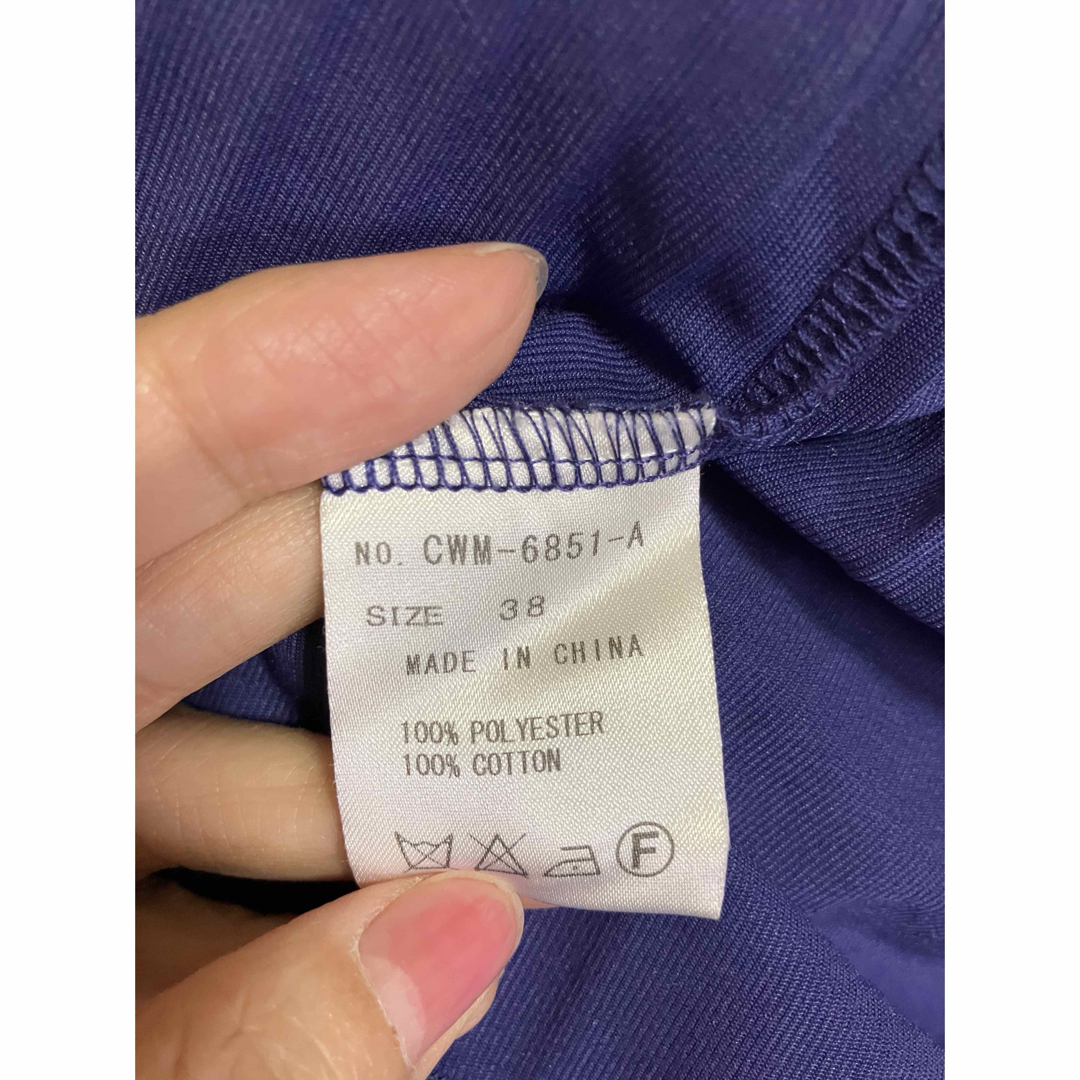 NO. CWM-6851-A
SIZE 38
MADE IN CHINA
100% POLYESTER
100% COTTON
F